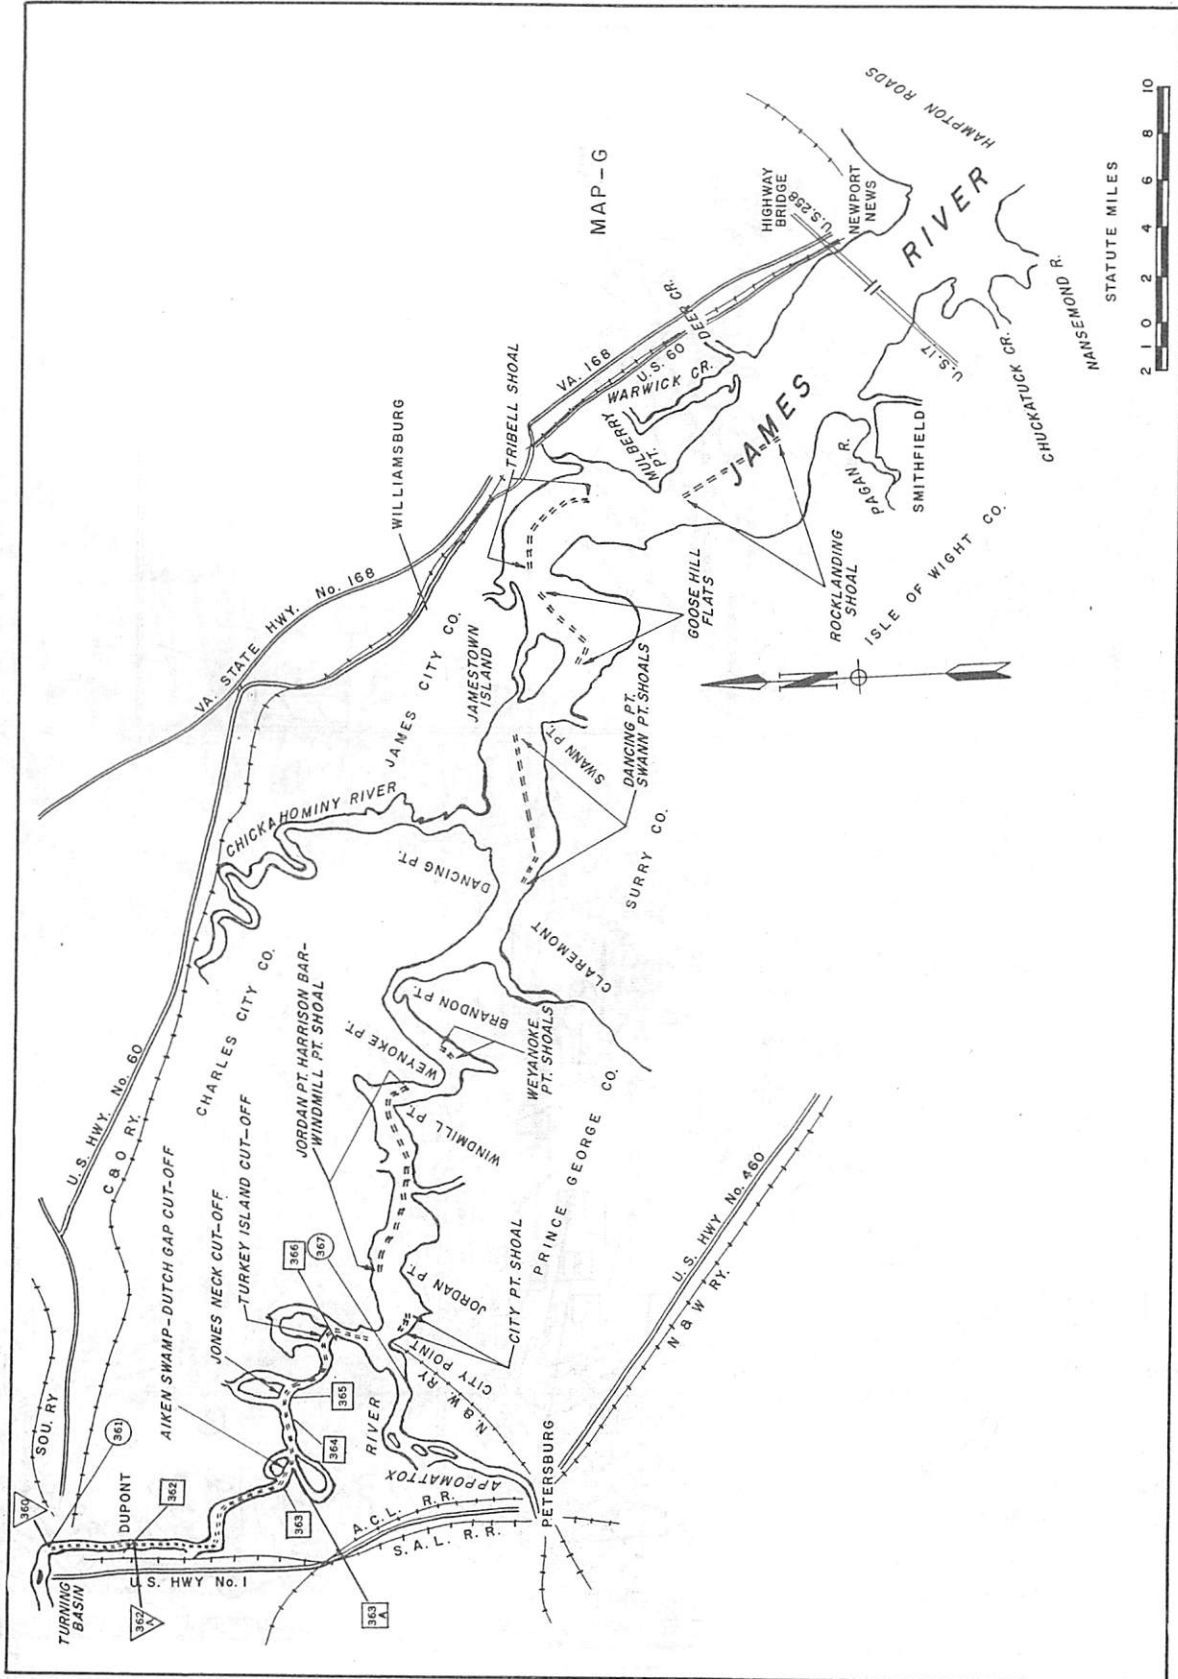 MAP-G
HAMPTON ROADS
HIGHWAY
BRIDGE
U.S.258
NEWPORT
NEWS
JAMES RIVER
U.S.17
NANSEMOND R.
CHUCKATUCK CR.
STATUTE MILES
2 1 0 2 4 6 8 10
DEER CR.
VA. 168
U.S. 60
WARWICK CR.
MULBERRY
PT.
TRIBELL SHOAL
WILLIAMSBURG
PAGAN R.
SMITHFIELD
ISLE OF WIGHT CO.
ROCKLANDING
SHOAL
GOOSE HILL
FLATS
VA. STATE HWY. No. 168
JAMES CITY CO.
JAMESTOWN
ISLAND
SWANN PT.
DANCING PT.
SWANN PT. SHOALS
SURRY CO.
CHICKAHOMINY RIVER
DANCING PT.
CLAREMONT
BRANDON PT.
WEYANOKE
PT. SHOALS
CHARLES CITY CO.
WEYNOKE PT.
JORDAN PT. HARRISON BAR-
WINDMILL PT. SHOAL
WINDMILL PT.
PRINCE GEORGE CO.
U.S. HWY. No. 60
C & O RY.
AIKEN SWAMP-DUTCH GAP CUT-OFF
JONES NECK CUT-OFF
TURKEY ISLAND CUT-OFF
366
367
JORDAN PT.
CITY PT. SHOAL
CITY POINT
N. & W. RY
U.S. HWY No. 460
N & W RY.
SOU. RY
361
360
DUPONT
362
365
364
363
RIVER
APPOMATTOX
A.C.L. R.R.
S.A.L. R.R.
PETERSBURG
TURNING
BASIN
U.S. HWY No. 1
362
A
363
A
N